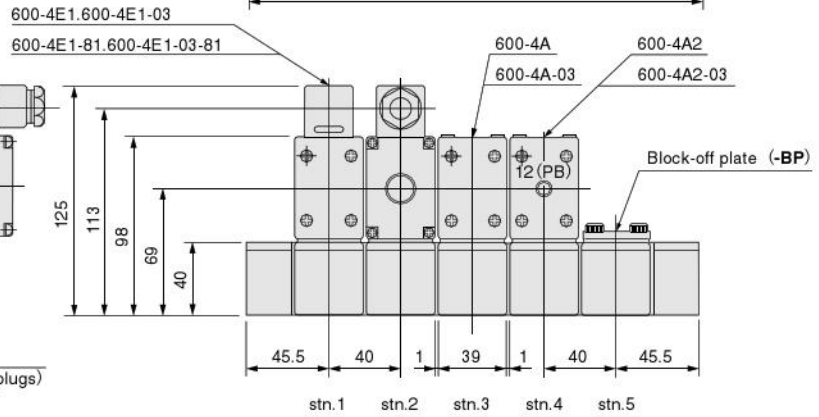 600-4E1.600-4E1-03
600-4E1-81.600-4E1-03-81
600-4A
600-4A-03
600-4A2
600-4A2-03
Block-off plate (-BP)
12(PB)
125
113
98
69
40
45.5
40
1
39
1
40
45.5
plugs)
stn.1
stn.2
stn.3
stn.4
stn.5